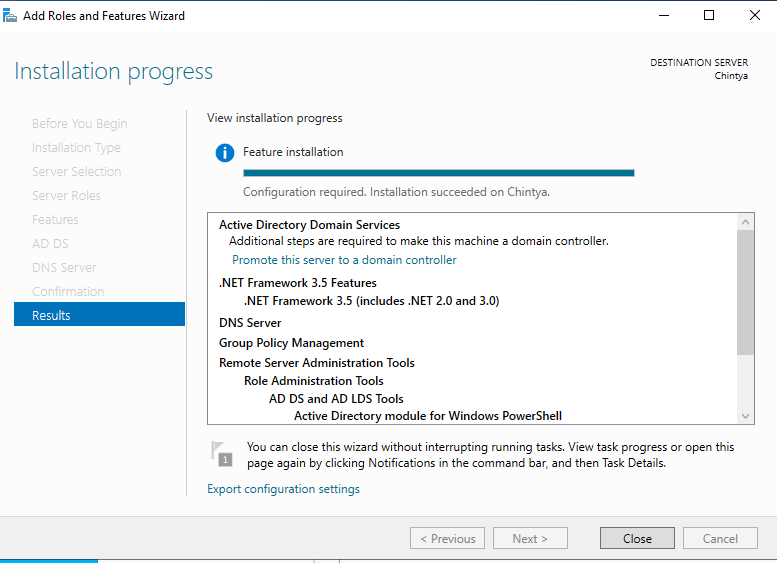 Add Roles and Features Wizard
Installation progress
DESTINATION SERVER
Chintya
Before You Begin
Installation Type
Server Selection
Server Roles
Features
AD DS
DNS Server
Confirmation
Results
View installation progress
Feature installation
Configuration required. Installation succeeded on Chintya.
Active Directory Domain Services
Additional steps are required to make this machine a domain controller.
Promote this server to a domain controller
.NET Framework 3.5 Features
.NET Framework 3.5 (includes .NET 2.0 and 3.0)
DNS Server
Group Policy Management
Remote Server Administration Tools
Role Administration Tools
AD DS and AD LDS Tools
Active Directory module for Windows PowerShell
1
You can close this wizard without interrupting running tasks. View task progress or open this
page again by clicking Notifications in the command bar, and then Task Details.
Export configuration settings
< Previous
Next >
Close
Cancel